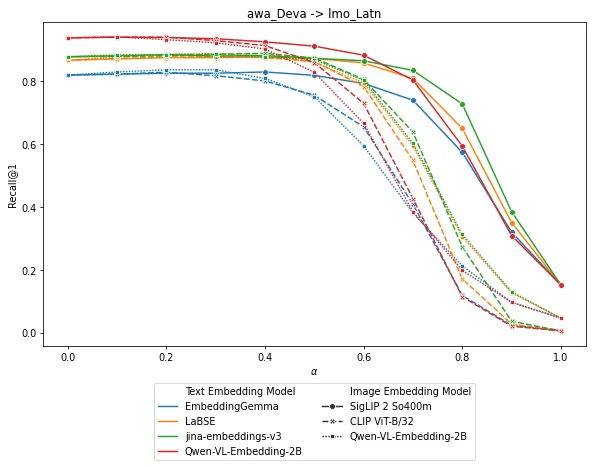 awa_Deva -> lmo_Latn
Recall@1
0.8
0.6
0.4
0.2
0.0
0.0 0.2 0.4 0.6 0.8 1.0
α
Text Embedding Model Image Embedding Model
EmbeddingGemma SigLIP 2 So400m
LaBSE CLIP ViT-B/32
jina-embeddings-v3 Qwen-VL-Embedding-2B
Qwen-VL-Embedding-2B